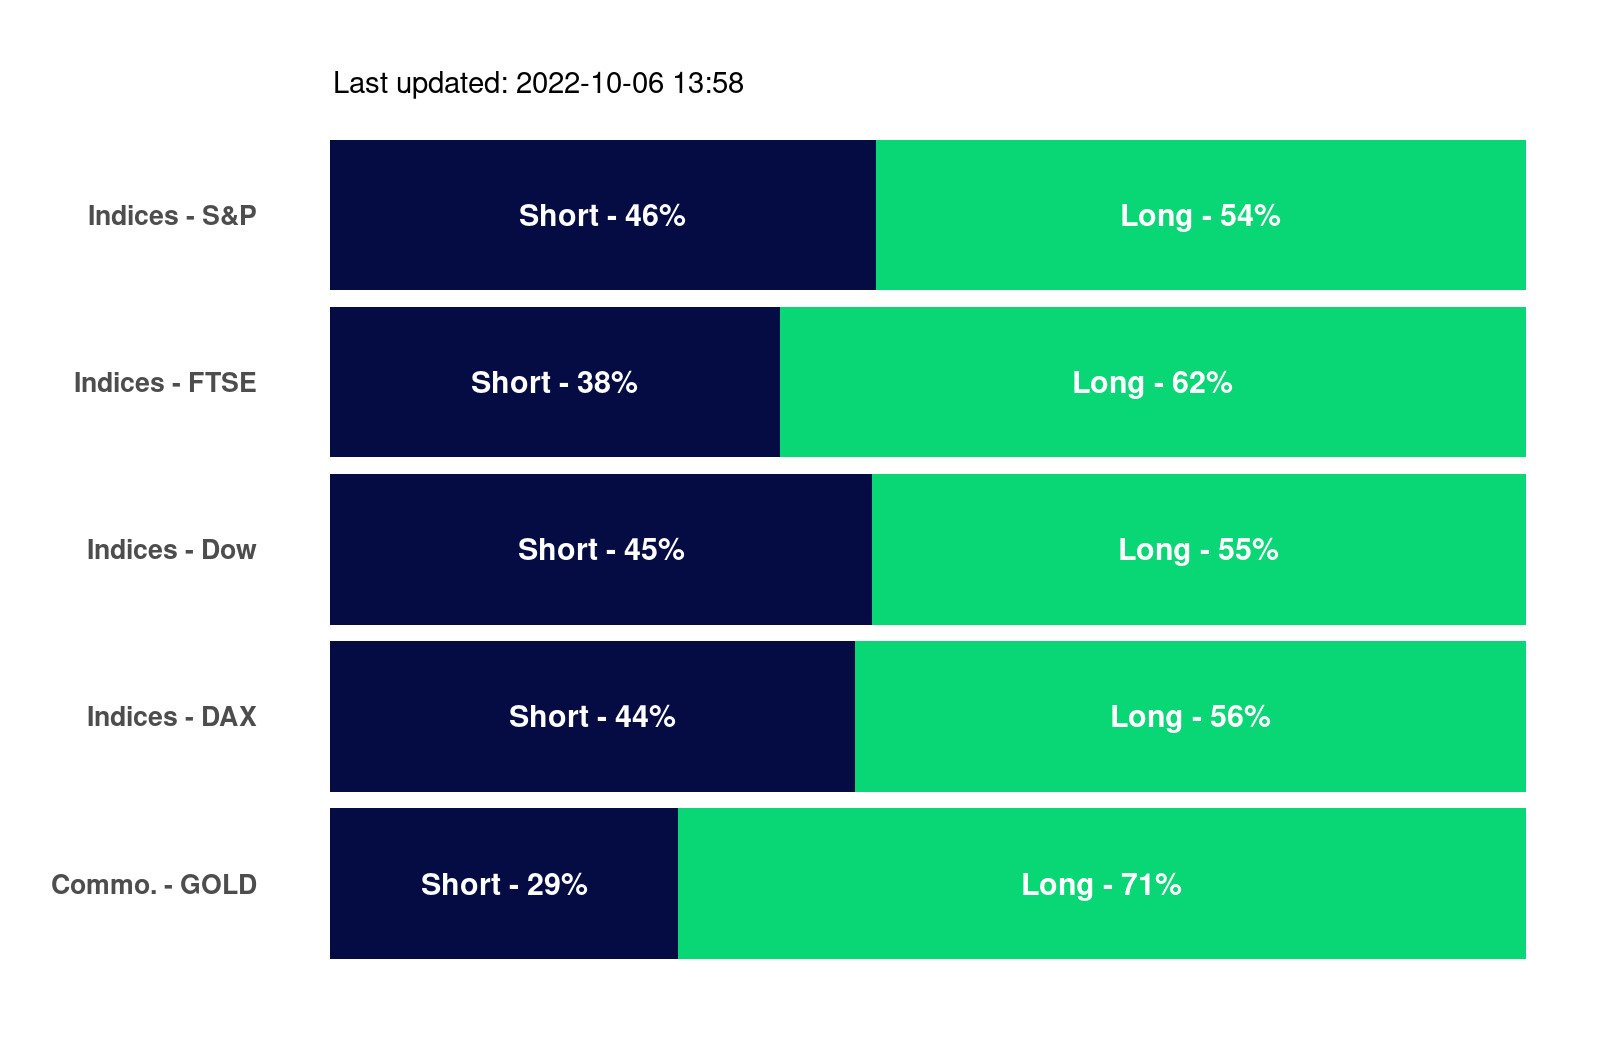 Last updated: 2022-10-06 13:58
Indices - S&P Short - 46% Long - 54%
Indices - FTSE Short - 38% Long - 62%
Indices - Dow Short - 45% Long - 55%
Indices - DAX Short - 44% Long - 56%
Commo. - GOLD Short - 29% Long - 71%